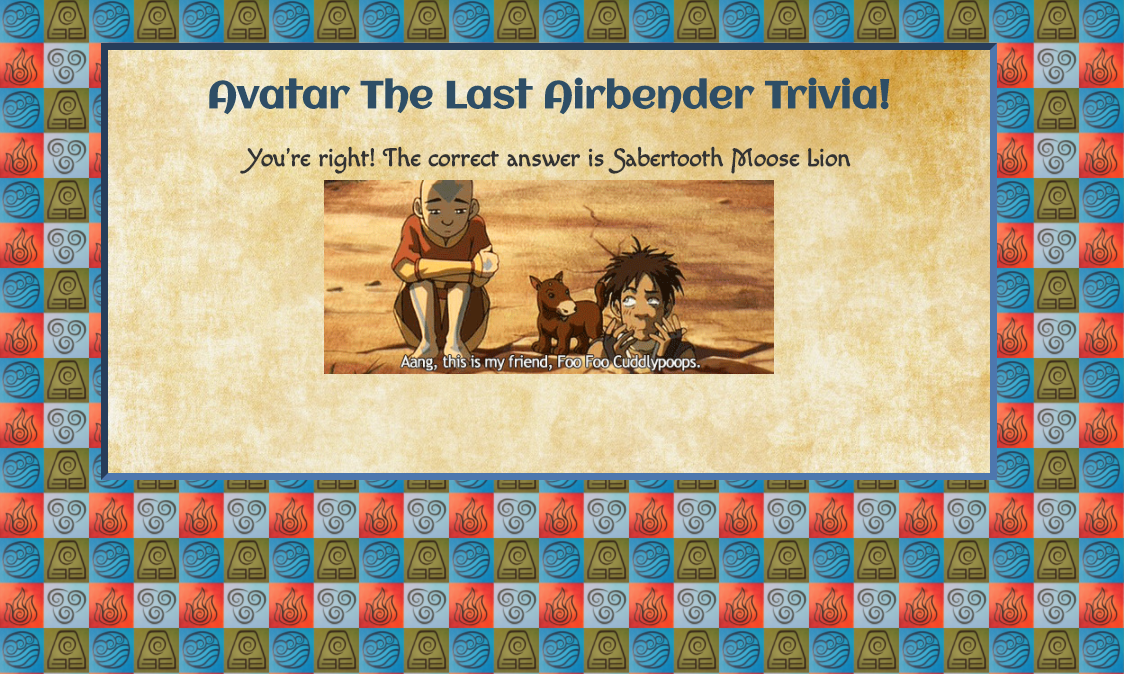 Avatar The Last Airbender Trivia!
You're right! The correct answer is Sabertooth Moose Lion
Aang, this is my friend, Foo Foo Cuddlypoops.